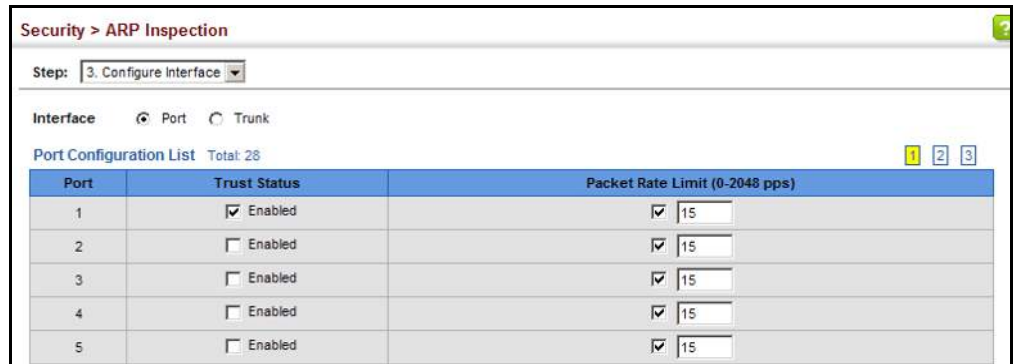 Security > ARP Inspection
?
Step: 3. Configure Interface
Interface Port Trunk
Port Configuration List Total: 28 1 2 3
Port Trust Status Packet Rate Limit (0-2048 pps)
1 Enabled 15
2 Enabled 15
3 Enabled 15
4 Enabled 15
5 Enabled 15